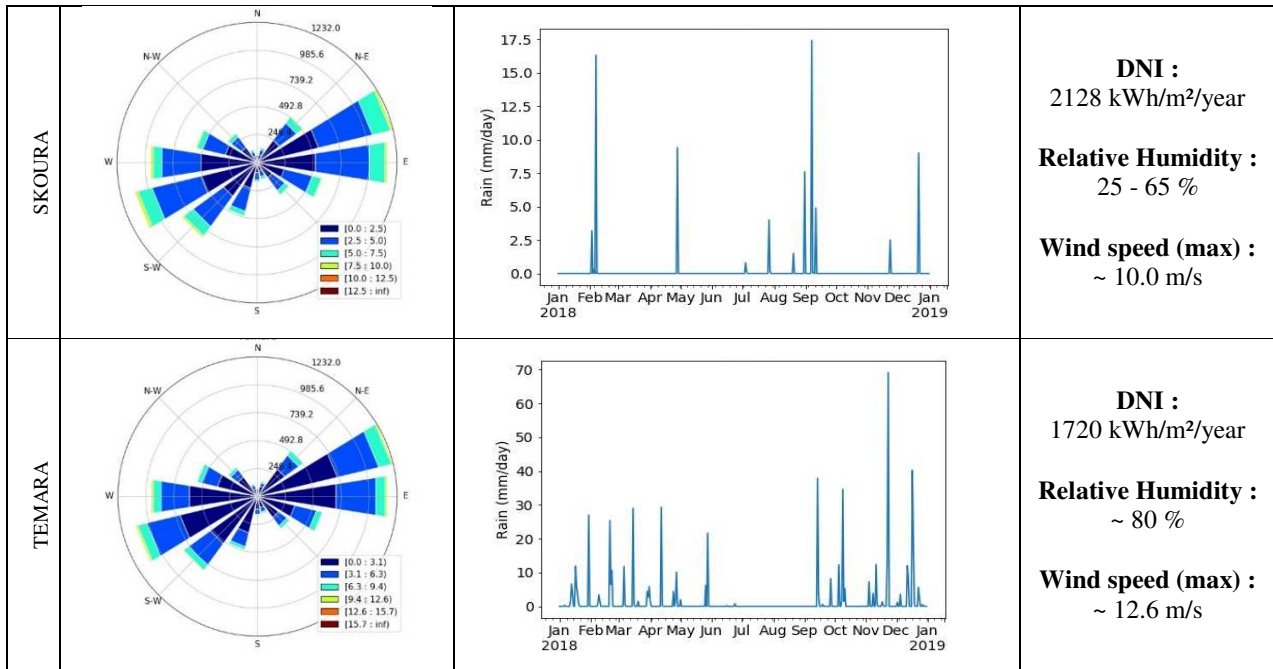 SKOURA
N
1232.0
985.6
739.2
492.8
N-W
N-E
W
E
S-W
S
[0.0 : 2.5)
[2.5 : 5.0)
[5.0 : 7.5)
[7.5 : 10.0)
[10.0 : 12.5)
[12.5 : inf)
17.5
15.0
12.5
10.0
7.5
5.0
2.5
0.0
Rain (mm/day)
Jan Feb Mar Apr May Jun Jul Aug Sep Oct Nov Dec Jan
2018 2019
DNI :
2128 kWh/m²/year
Relative Humidity :
25 - 65 %
Wind speed (max) :
~ 10.0 m/s
TEMARA
N
1232.0
985.6
739.2
492.8
N-W
N-E
W
E
S-W
S
[0.0 : 3.1)
[3.1 : 6.3)
[6.3 : 9.4)
[9.4 : 12.6)
[12.6 : 15.7)
[15.7 : inf)
70
60
50
40
30
20
10
0
Rain (mm/day)
Jan Feb Mar Apr May Jun Jul Aug Sep Oct Nov Dec Jan
2018 2019
DNI :
1720 kWh/m²/year
Relative Humidity :
~ 80 %
Wind speed (max) :
~ 12.6 m/s